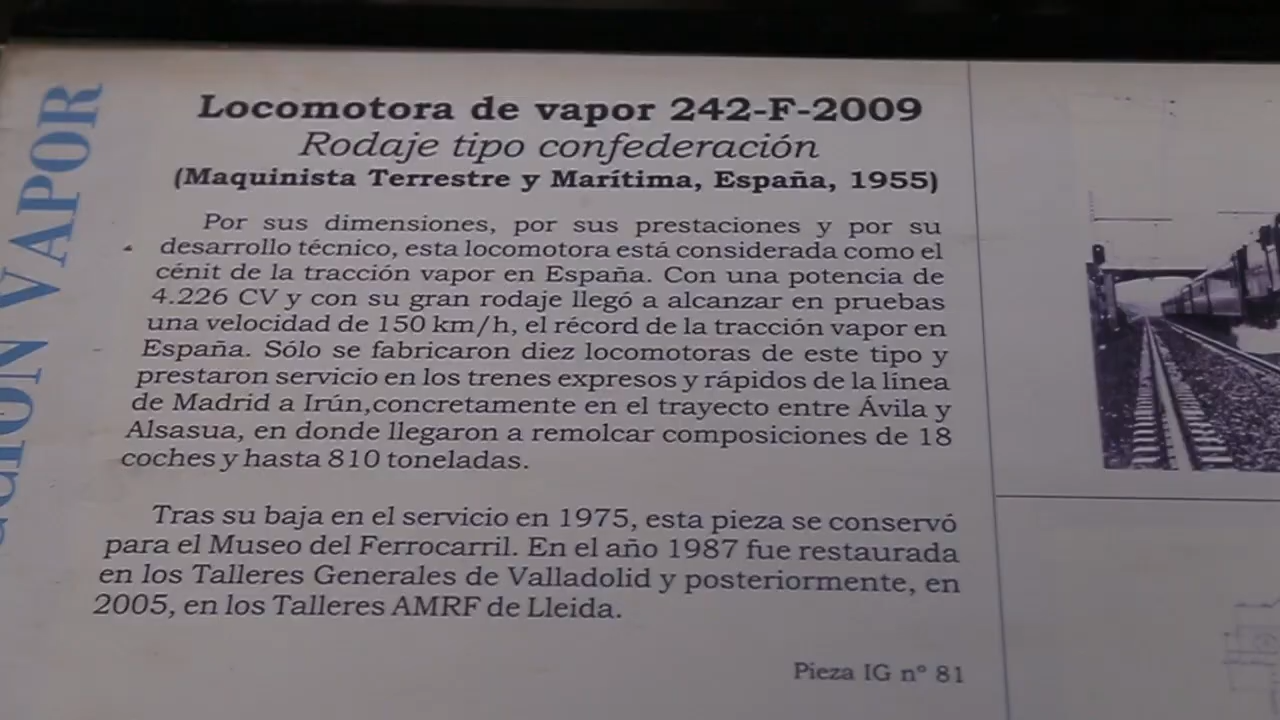 Locomotora de vapor 242-F-2009
Rodaje tipo confederación
(Maquinista Terrestre y Marítima, España, 1955)
Por sus dimensiones, por sus prestaciones y por su
desarrollo técnico, esta locomotora está considerada como el
cénit de la tracción vapor en España. Con una potencia de
4.226 CV y con su gran rodaje llegó a alcanzar en pruebas
una velocidad de 150 km/h, el récord de la tracción vapor en
España. Sólo se fabricaron diez locomotoras de este tipo y
prestaron servicio en los trenes expresos y rápidos de la línea
de Madrid a Irún,concretamente en el trayecto entre Ávila y
Alsasua, en donde llegaron a remolcar composiciones de 18
coches y hasta 810 toneladas.
Tras su baja en el servicio en 1975, esta pieza se conservó
para el Museo del Ferrocarril. En el año 1987 fue restaurada
en los Talleres Generales de Valladolid y posteriormente, en
2005, en los Talleres AMRF de Lleida.
Pieza IG nº 81
VAPOR